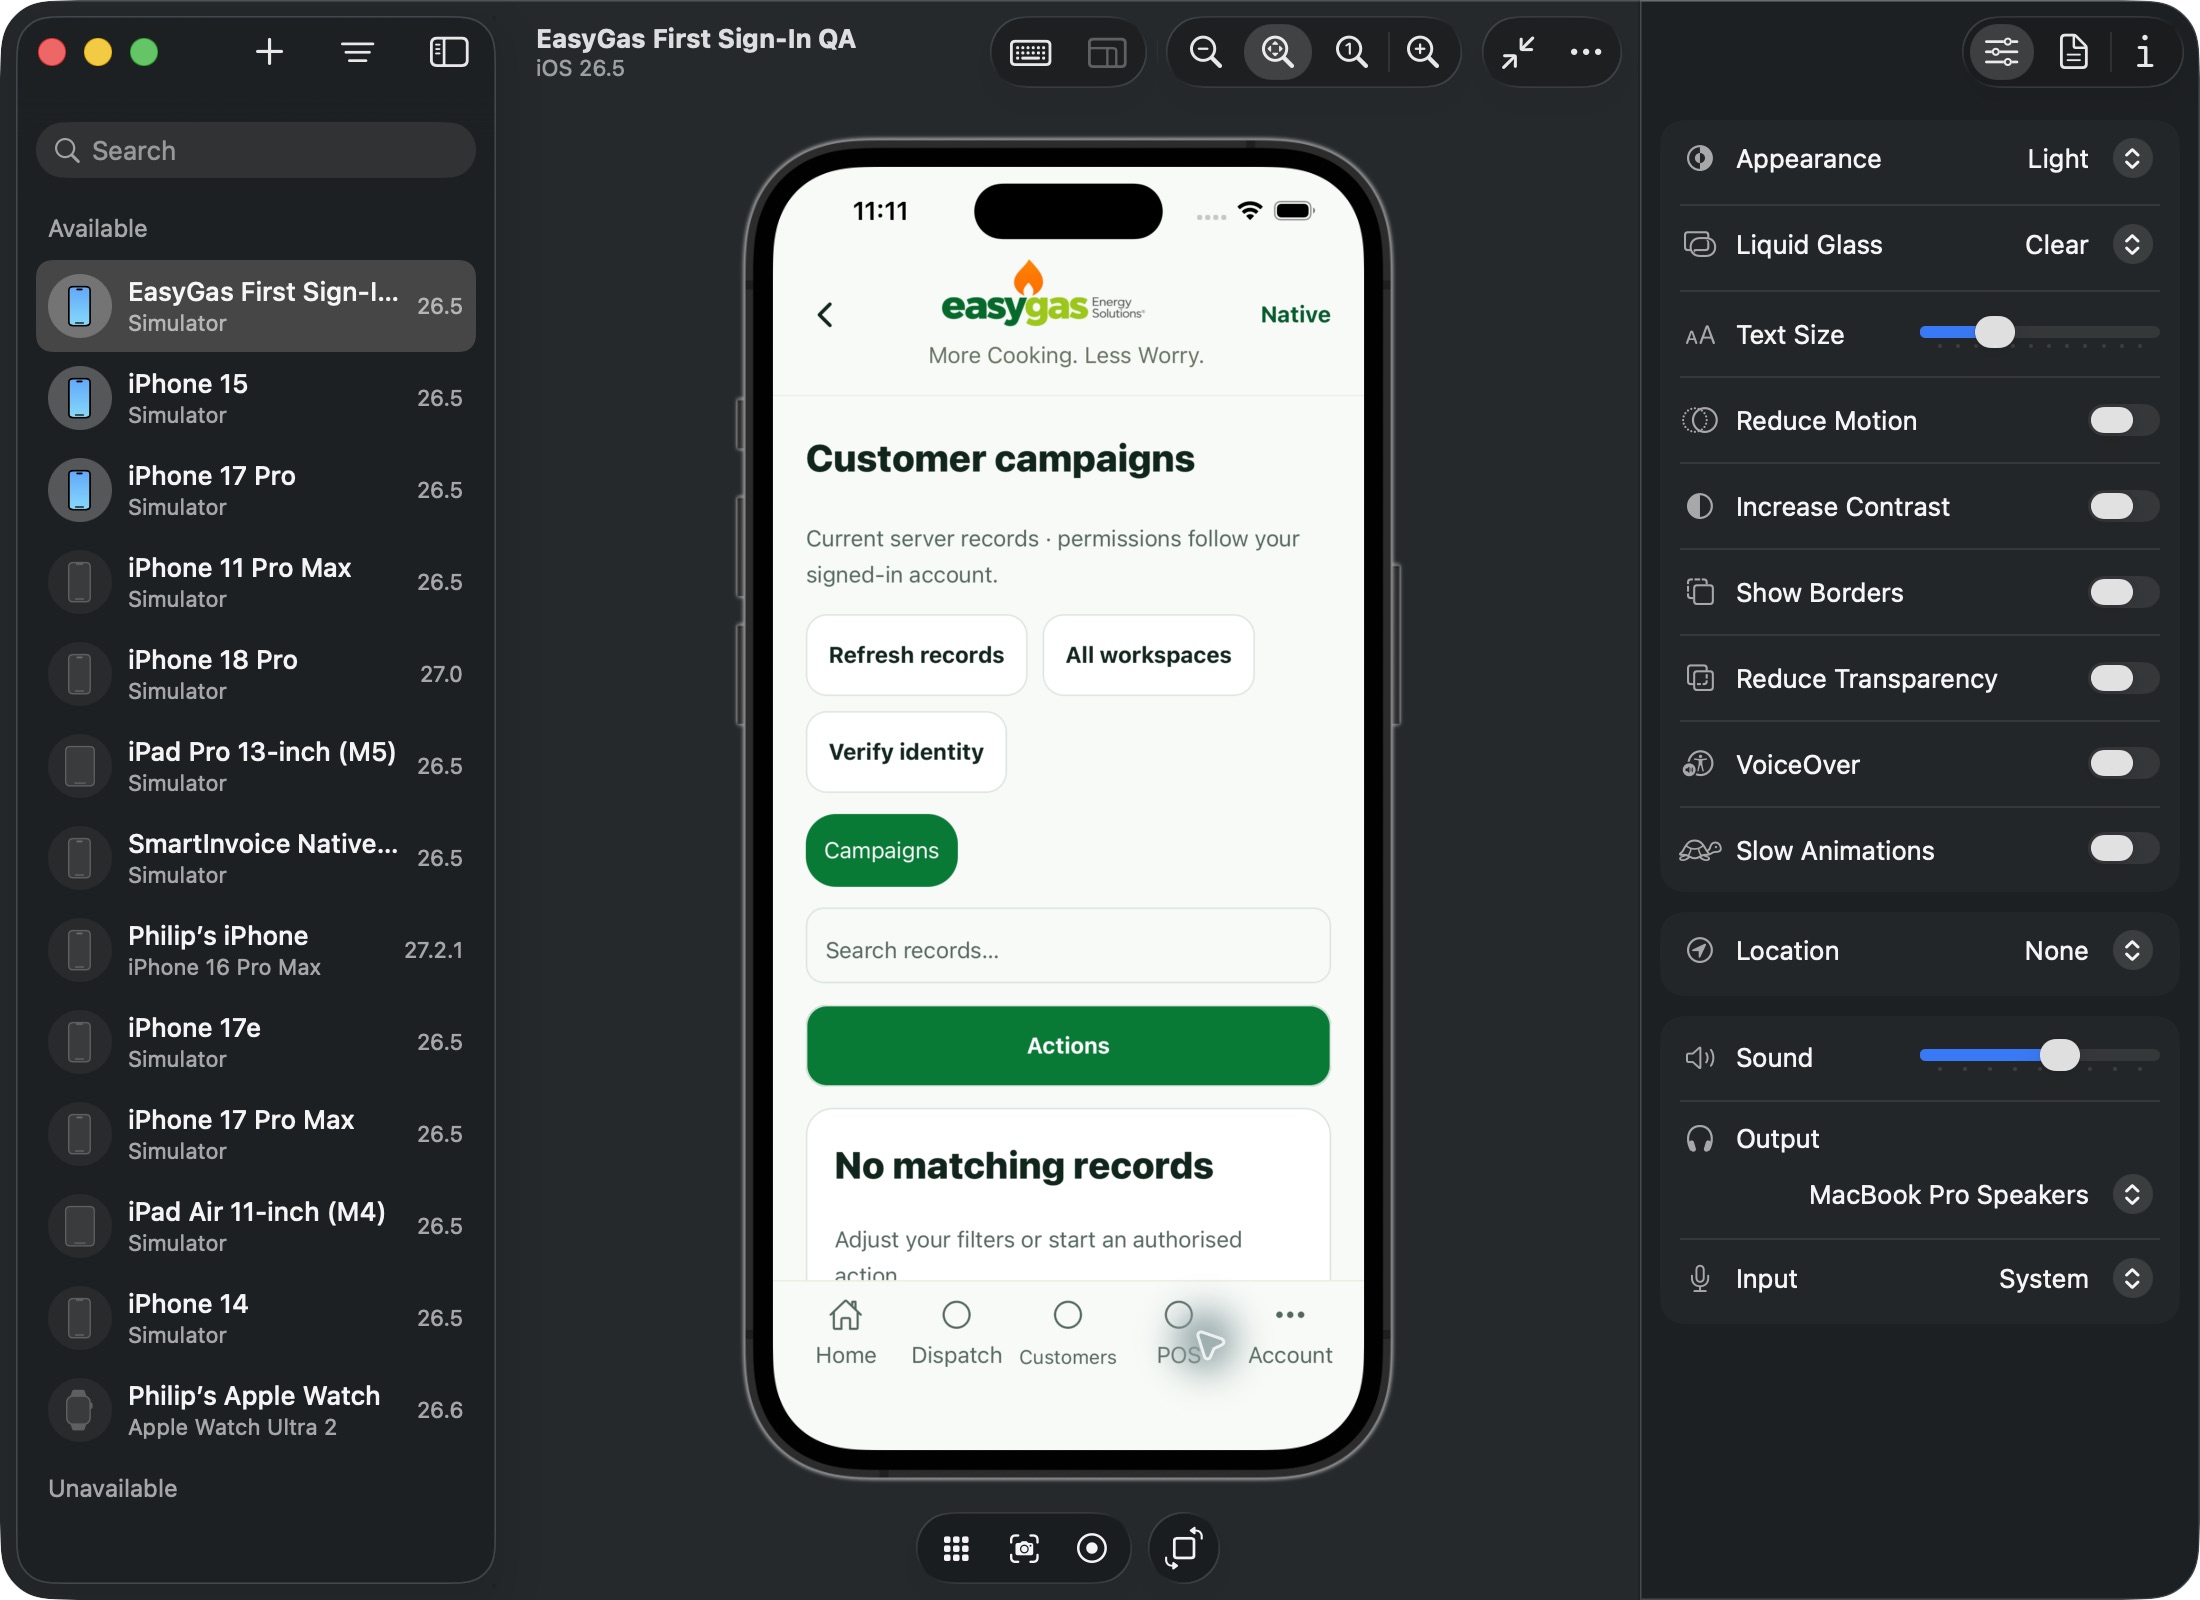 EasyGas First Sign-In QA
iOS 26.5
Search
Available
EasyGas First Sign-I...
Simulator
26.5
iPhone 15
Simulator
26.5
iPhone 17 Pro
Simulator
26.5
iPhone 11 Pro Max
Simulator
26.5
iPhone 18 Pro
Simulator
27.0
iPad Pro 13-inch (M5)
Simulator
26.5
SmartInvoice Native...
Simulator
26.5
Philip’s iPhone
iPhone 16 Pro Max
27.2.1
iPhone 17e
Simulator
26.5
iPhone 17 Pro Max
Simulator
26.5
iPad Air 11-inch (M4)
Simulator
26.5
iPhone 14
Simulator
26.5
Philip’s Apple Watch
Apple Watch Ultra 2
26.6
Unavailable
11:11
easygas Energy Solutions
Native
More Cooking. Less Worry.
Customer campaigns
Current server records · permissions follow your
signed-in account.
Refresh records
All workspaces
Verify identity
Campaigns
Search records...
Actions
No matching records
Adjust your filters or start an authorised
action
Home
Dispatch
Customers
POS
Account
Appearance
Light
Liquid Glass
Clear
AA Text Size
Reduce Motion
Increase Contrast
Show Borders
Reduce Transparency
VoiceOver
Slow Animations
Location
None
Sound
Output
MacBook Pro Speakers
Input
System